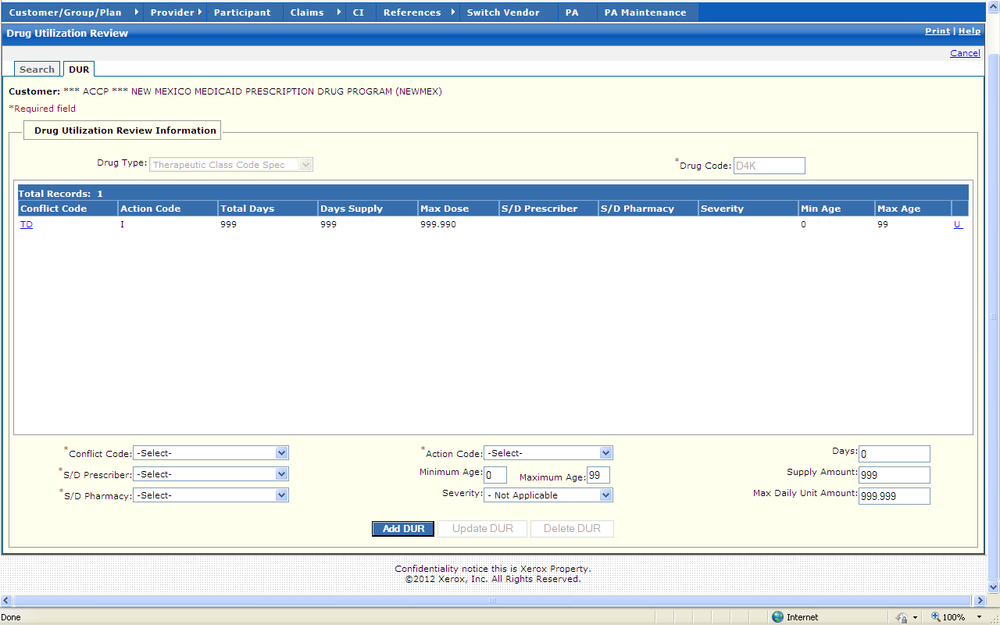 Customer/Group/Plan Provider Participant Claims CI References Switch Vendor PA PA Maintenance
Drug Utilization Review Print | Help
Cancel
Search DUR
Customer: *** ACCP *** NEW MEXICO MEDICAID PRESCRIPTION DRUG PROGRAM (NEWMEX)
*Required field
Drug Utilization Review Information
Drug Type: Therapeutic Class Code Spec *Drug Code: D4K
Total Records: 1
Conflict Code Action Code Total Days Days Supply Max Dose S/D Prescriber S/D Pharmacy Severity Min Age Max Age
TD I 999 999 999.990 0 99 U
*Conflict Code: -Select- *Action Code: -Select- Days: 0
*S/D Prescriber: -Select- Minimum Age: 0 Maximum Age: 99 Supply Amount: 999
*S/D Pharmacy: -Select- Severity: - Not Applicable Max Daily Unit Amount: 999.999
Add DUR Update DUR Delete DUR
Confidentiality notice this is Xerox Property.
©2012 Xerox, Inc. All Rights Reserved.
Done Internet 100%